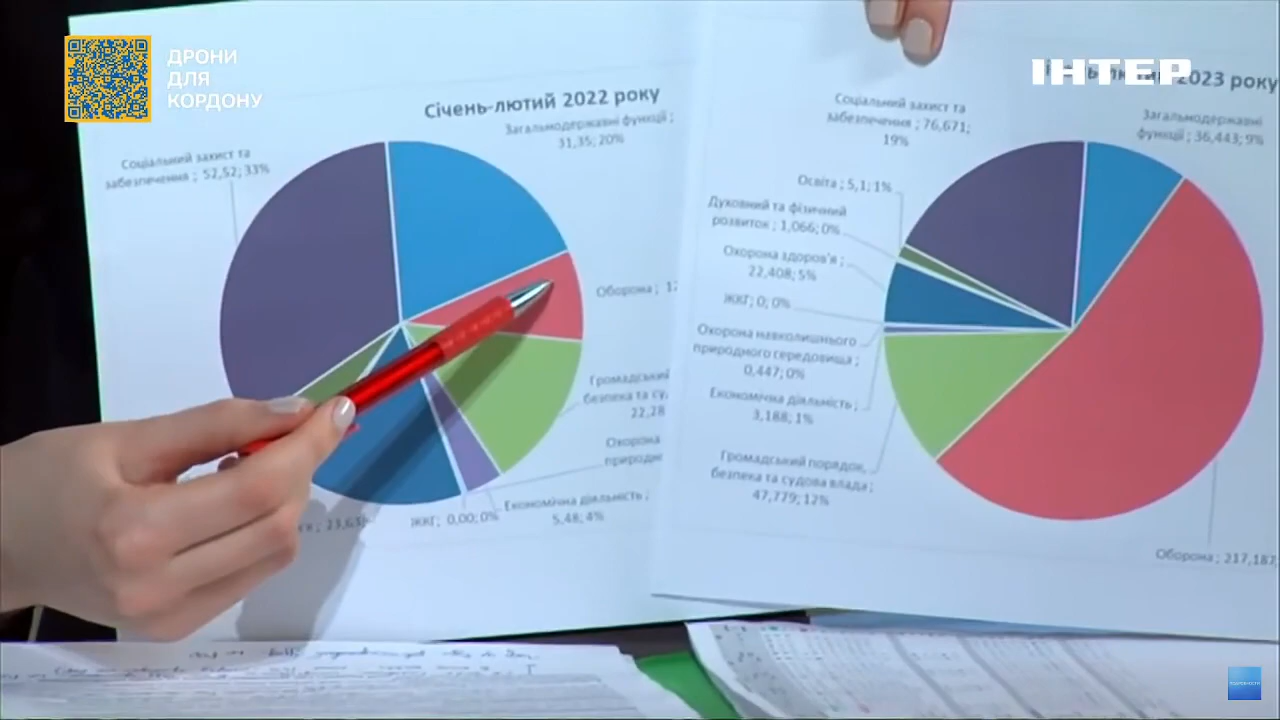 ДРОНИ
ДЛЯ
КОРДОНУ
ІНТЕР
Січень-лютий 2022 року
Загальнодержавні функції ;
31,35; 20%
Соціальний захист та
забезпечення ; 52,52; 33%
Оборона ;
Громадський
безпека та
22,28
Охорона
природн
Економічна діяльність ;
5,48; 4%
ЖКГ; 0,00; 0%
23,63
2023 року
Соціальний захист та
забезпечення ; 76,671;
19%
Загальнодержавні
функції ; 36,443; 9%
Освіта ; 5,1; 1%
Духовний та фізичний
розвиток ; 1,066; 0%
Охорона здоров'я ;
22,408; 5%
ЖКГ; 0; 0%
Охорона навколишнього
природного середовища ;
0,447; 0%
Економічна діяльність ;
3,188; 1%
Громадський порядок,
безпека та судова влада ;
47,779; 12%
Оборона ; 217,187;